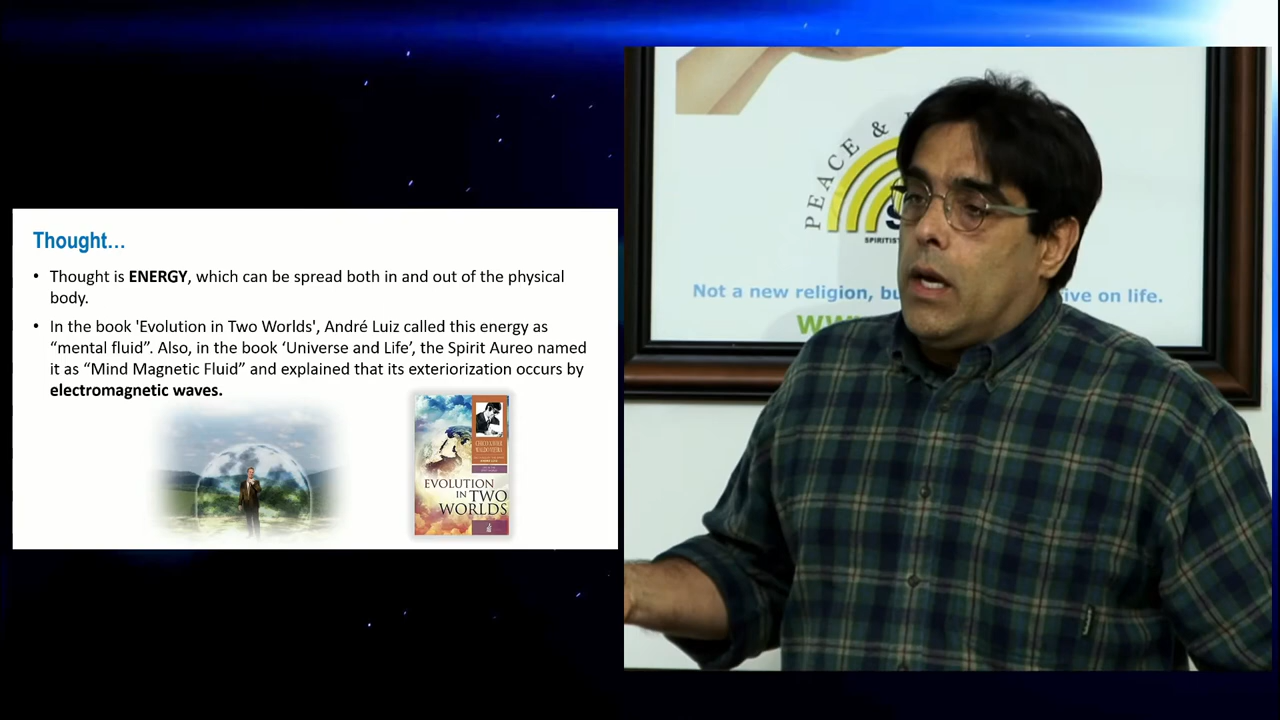 Thought…
• Thought is ENERGY, which can be spread both in and out of the physical
body.
• In the book 'Evolution in Two Worlds', André Luiz called this energy as
“mental fluid”. Also, in the book ‘Universe and Life’, the Spirit Aureo named
it as “Mind Magnetic Fluid” and explained that its exteriorization occurs by
electromagnetic waves.
EVOLUTION
IN TWO
WORLDS
PEACE &
SPIRITIST
Not a new religion, bu ive on life.